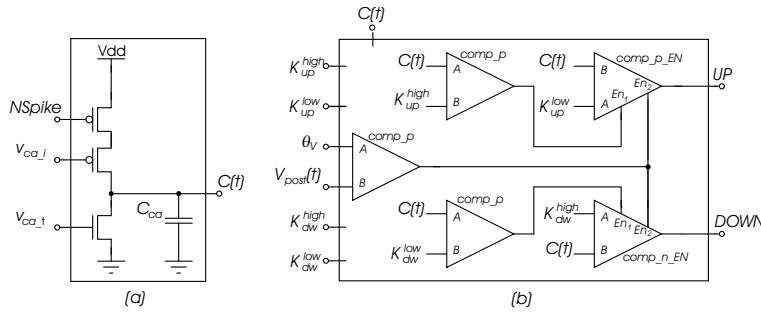 Vdd
NSpike
v_ca_i
v_ca_t
C_ca
C(t)
(a)
C(t)
K_up^high
K_up^low
θ_V
V_post(t)
K_dw^high
K_dw^low
comp_p
A
B
C(t)
K_up^high
comp_p
A
B
C(t)
K_up^low
comp_p_EN
B
A
En_1
En_2
UP
C(t)
K_dw^low
comp_p
A
B
K_dw^high
C(t)
A
B
En_1
En_2
comp_n_EN
DOWN
(b)